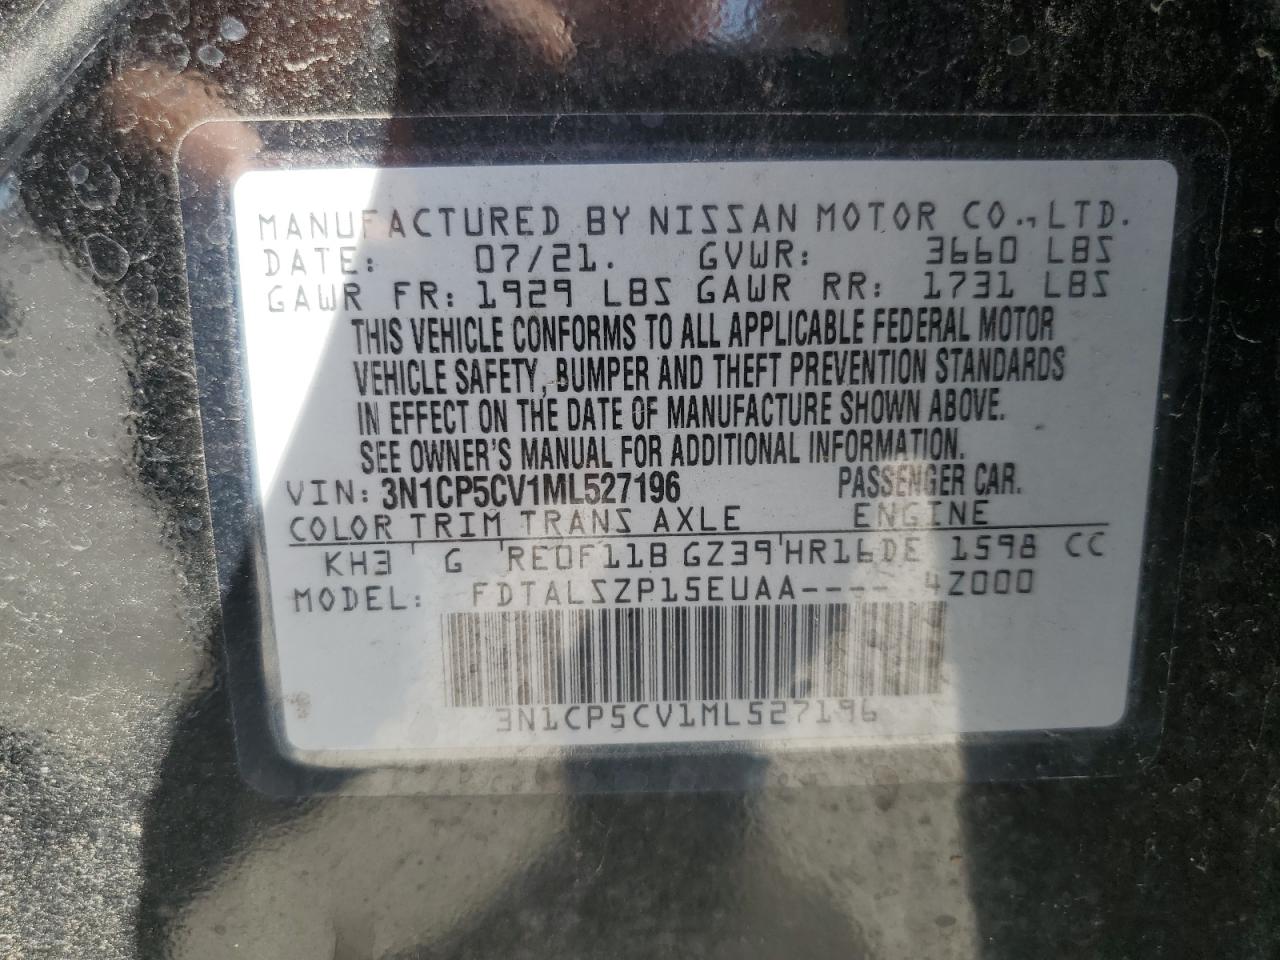 MANUFACTURED BY NISSAN MOTOR CO., LTD.
DATE: 07/21. GVWR: 3660 LBS
GAWR FR: 1929 LBS GAWR RR: 1731 LBS
THIS VEHICLE CONFORMS TO ALL APPLICABLE FEDERAL MOTOR
VEHICLE SAFETY, BUMPER AND THEFT PREVENTION STANDARDS
IN EFFECT ON THE DATE OF MANUFACTURE SHOWN ABOVE.
SEE OWNER'S MANUAL FOR ADDITIONAL INFORMATION.
VIN: 3N1CP5CV1ML527196 PASSENGER CAR.
COLOR TRIM TRANS AXLE ENGINE
KH3 G RE0F11B GZ39 HR16DE 1598 CC
MODEL: FDTALSZP15EUAA---- 4Z000
3N1CP5CV1ML527196